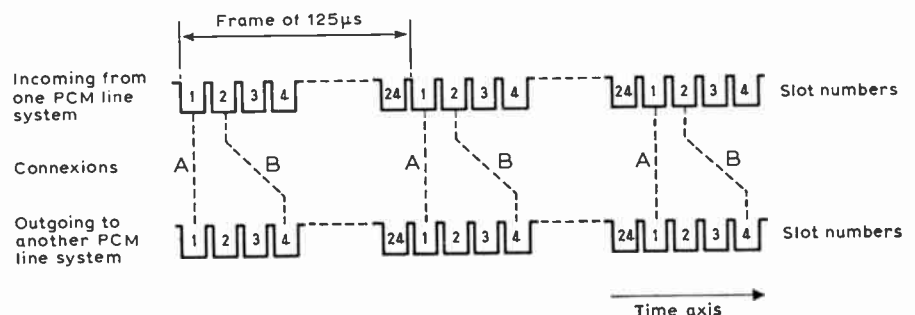 Frame of 125μs
Incoming from
one PCM line
system
1 2 3 4 24 1 2 3 4 24 1 2 3 4
Slot numbers
Connexions
A B A B A B
Outgoing to
another PCM
line system
1 2 3 4 24 1 2 3 4 24 1 2 3 4
Slot numbers
Time axis